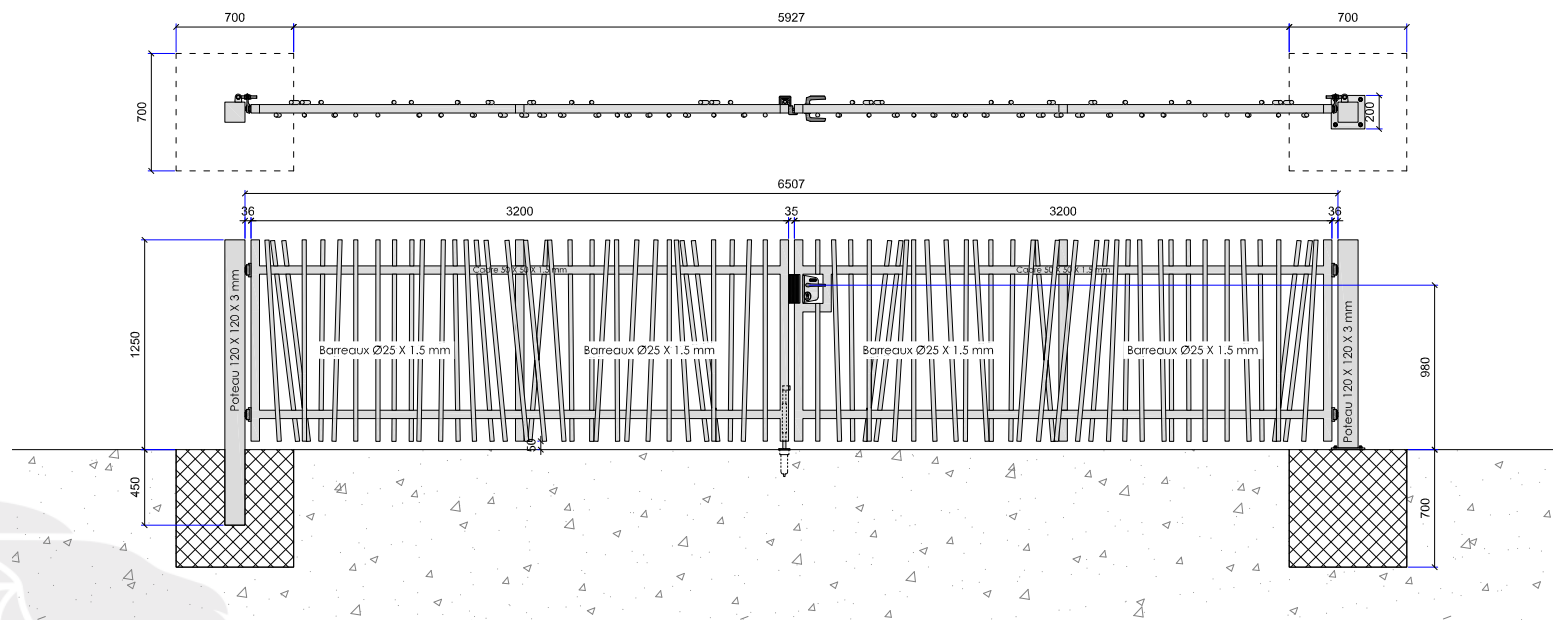 700
5927
700
700
200
6507
36
3200
35
3200
36
Cadre 50 X 50 X 1.5 mm
Cadre 50 X 50 X 1.5 mm
1250
Poteau 120 X 120 X 3 mm
Barreaux Ø25 X 1.5 mm
Barreaux Ø25 X 1.5 mm
Barreaux Ø25 X 1.5 mm
Barreaux Ø25 X 1.5 mm
Poteau 120 X 120 X 3 mm
980
50
450
700